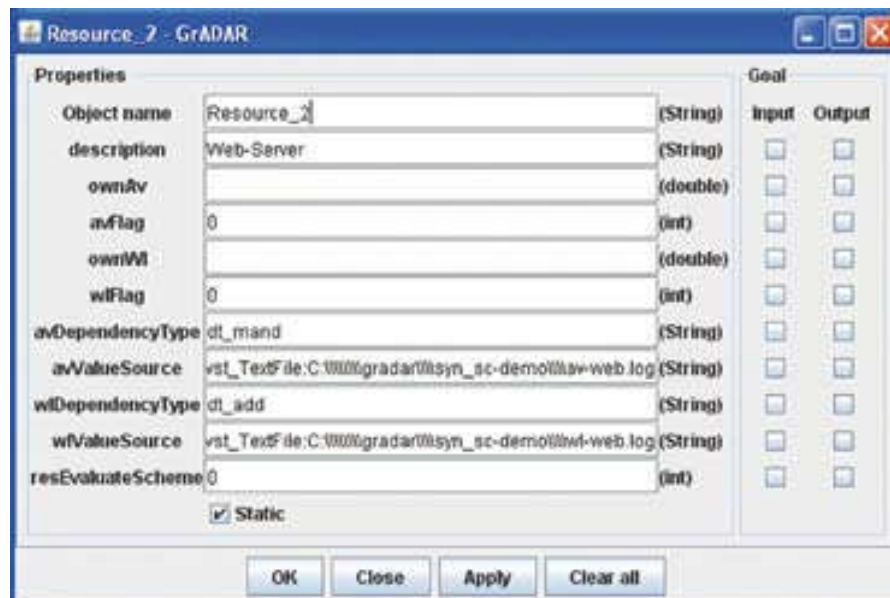 Resource_2 - GrADAR
Properties Goal
Object name Resource_2 (String) Input Output
description Web-Server (String)
ownAv (double)
avFlag 0 (int)
ownWl (double)
wlFlag 0 (int)
avDependencyType dt_mand (String)
avValueSource vst_TextFile:C:\\\\\\\\gradar\\\\syn_sc-demo\\\\av-web.log (String)
wlDependencyType dt_add (String)
wlValueSource vst_TextFile:C:\\\\\\\\gradar\\\\syn_sc-demo\\\\wl-web.log (String)
resEvaluateScheme 0 (int)
Static
OK Close Apply Clear all